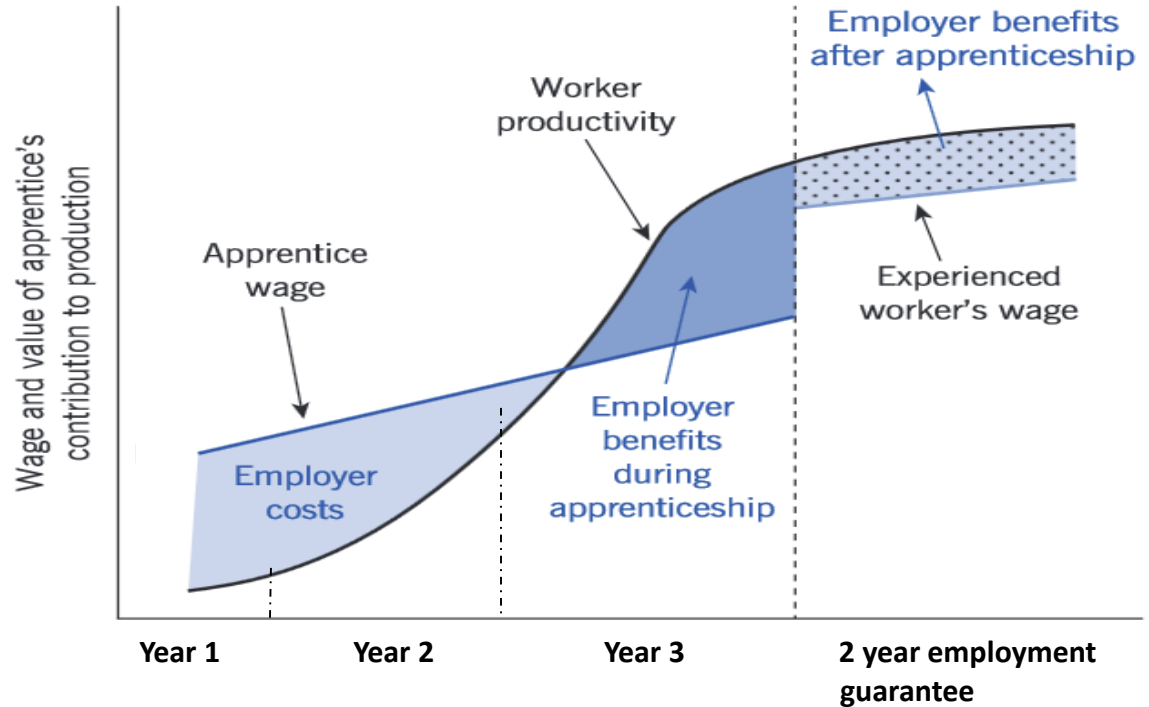 Employer benefits
after apprenticeship
Worker
productivity
Wage and value of apprentice's
contribution to production
Apprentice
wage
Experienced
worker's wage
Employer
costs
Employer
benefits
during
apprenticeship
Year 1
Year 2
Year 3
2 year employment
guarantee